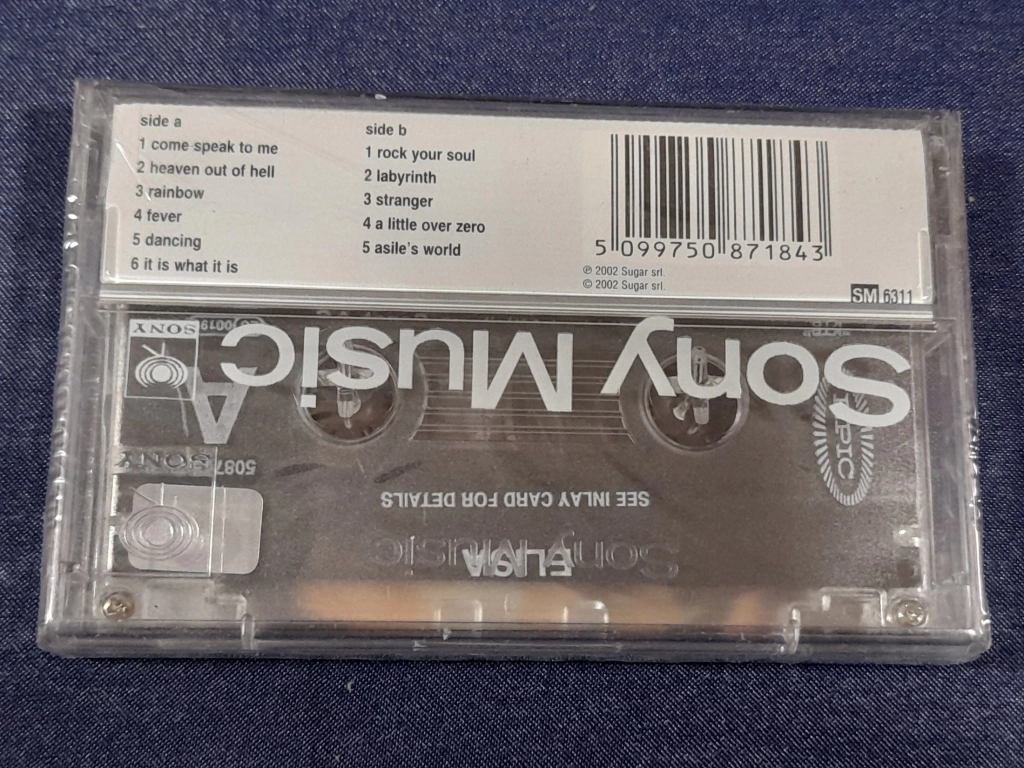 side a
1 come speak to me
2 heaven out of hell
3 rainbow
4 fever
5 dancing
6 it is what it is
side b
1 rock your soul
2 labyrinth
3 stranger
4 a little over zero
5 asile's world
5 099750 871843
℗ 2002 Sugar srl.
© 2002 Sugar srl.
SM 6311
SONY
Sony Music
A
EPIC
SONY
5087
SEE INLAY CARD FOR DETAILS
Sony Music
ELISA